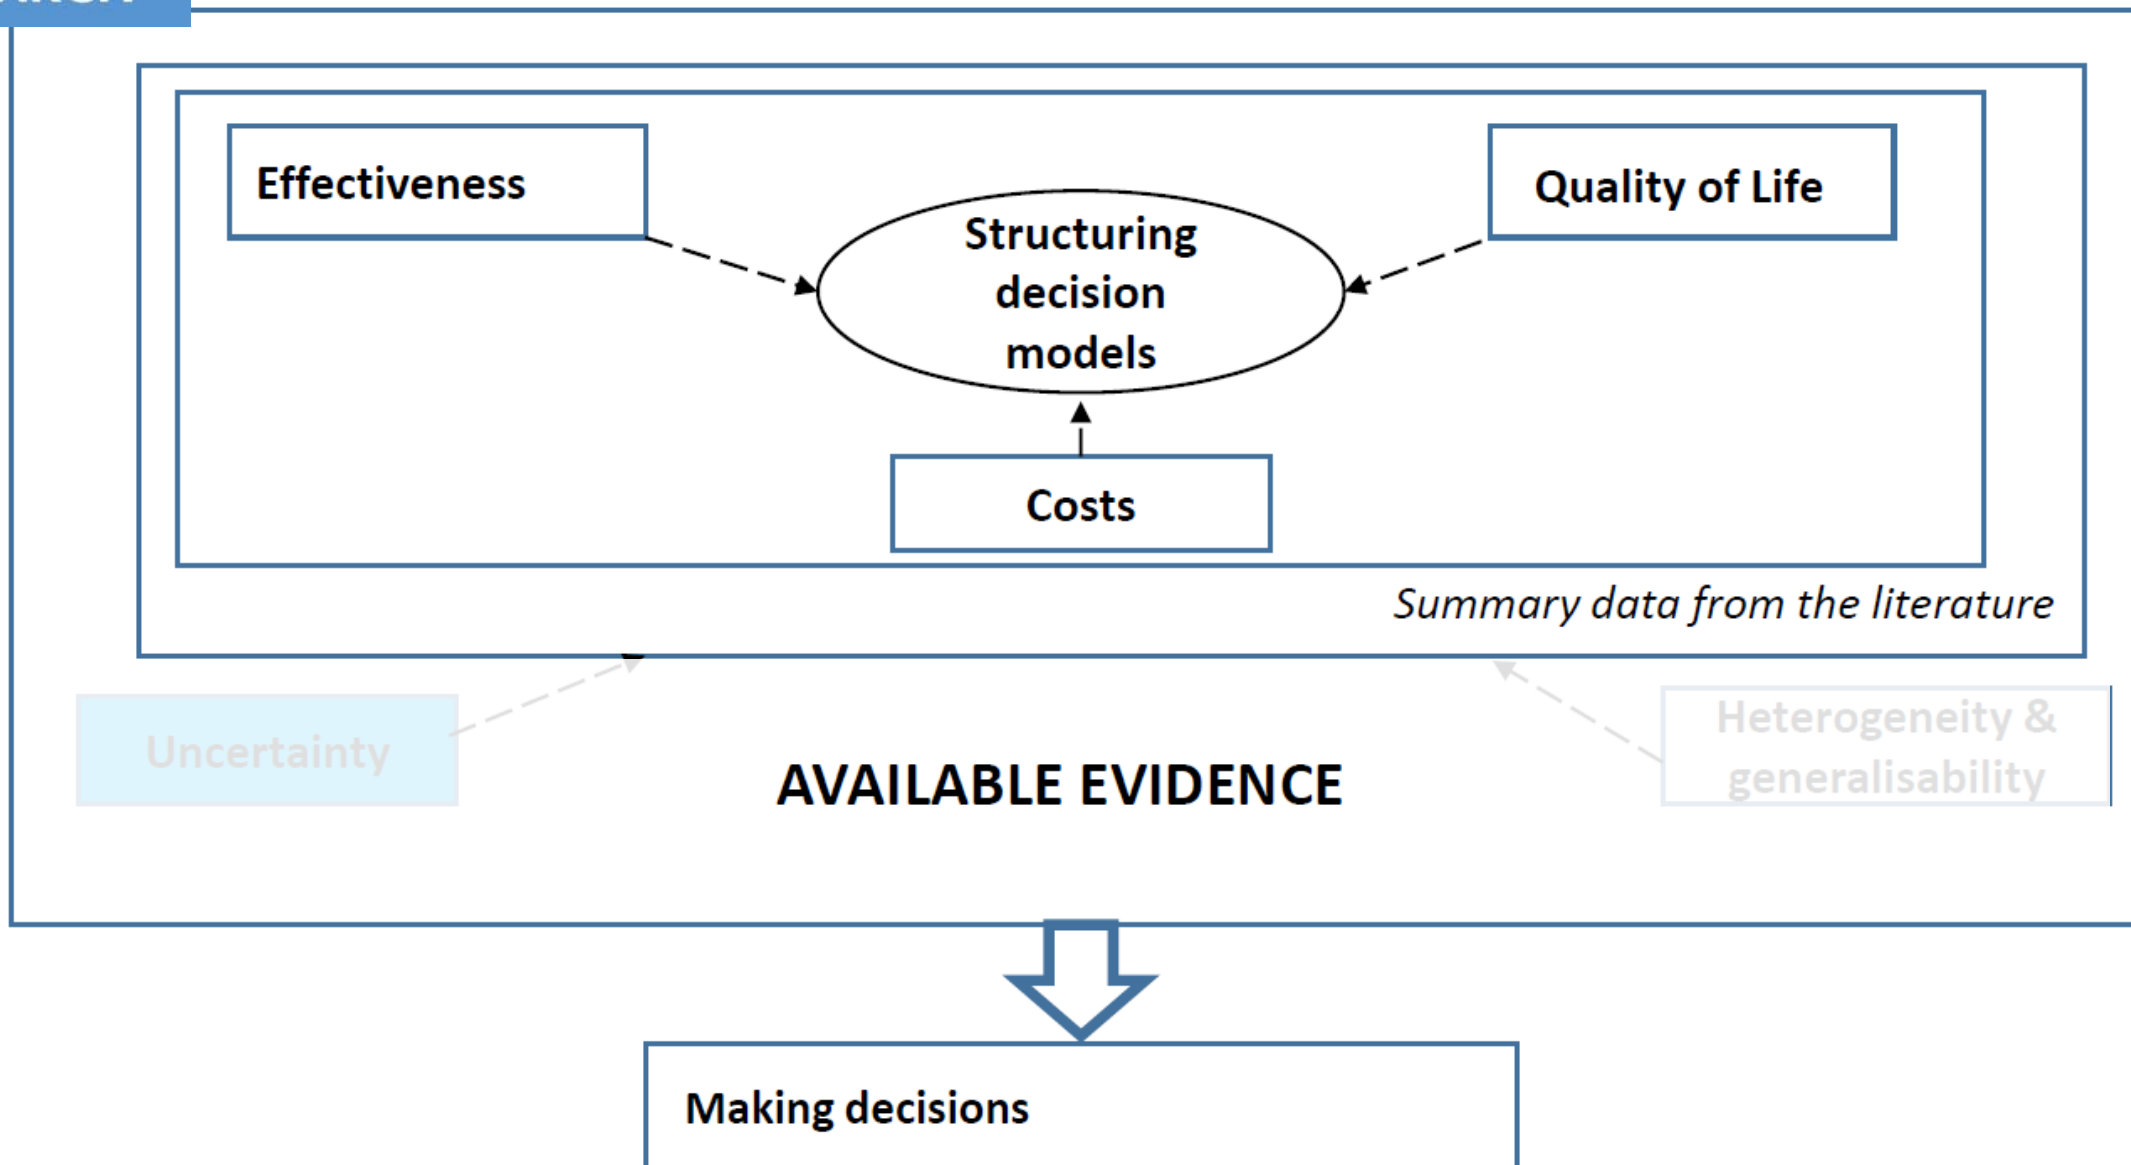 Effectiveness
Quality of Life
Structuring
decision
models
Costs
Summary data from the literature
Uncertainty
Heterogeneity &
generalisability
AVAILABLE EVIDENCE
Making decisions